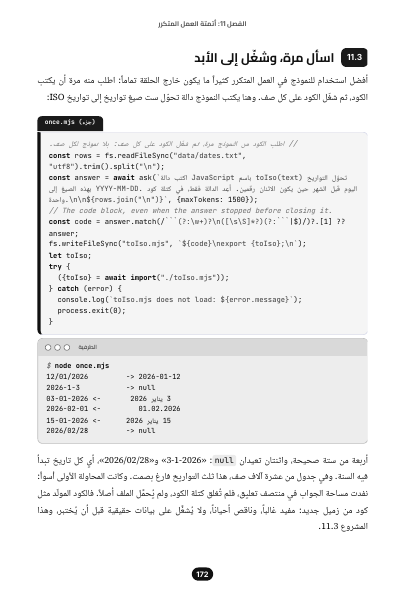 الفصل 11: أتمتة العمل المتكرر
11.3 اسأل مرة، وشغّل إلى الأبد
أفضل استخدام للنموذج في العمل المتكرر كثيراً ما يكون خارج الحلقة تماماً: اطلب منه مرة أن يكتب
الكود، ثم شغّل الكود على كل صف. وهنا يكتب النموذج دالة تحوّل ست صيغ تواريخ إلى تواريخ ISO:
once.mjs (جزء)
// اطلب الكود من النموذج مرة، ثم شغّل الكود على كل صف: بلا نموذج لكل صف.
const rows = fs.readFileSync("data/dates.txt",
"utf8").trim().split("\n");
const answer = await ask(`اكتب دالة JavaScript باسم toIso(text) تحوّل التواريخ
بهذه الصيغ إلى YYYY-MM-DD. اليوم قبل الشهر حين يكون الاثنان رقمين. أعد الدالة فقط، في كتلة كود
واحدة.\n\n${rows.join("\n")}`, {maxTokens: 1500});
// The code block, even when the answer stopped before closing it.
const code = answer.match(/```(?:\w+)?\n([\s\S]*?)(?:```|$)/)?.[1] ??
answer;
fs.writeFileSync("toIso.mjs", `${code}\nexport {toIso};\n`);
let toIso;
try {
({toIso} = await import("./toIso.mjs"));
} catch (error) {
console.log(`toIso.mjs does not load: ${error.message}`);
process.exit(0);
}
الطرفية
$ node once.mjs
12/01/2026 -> 2026-01-12
2026-1-3 -> null
3 يناير 2026 -> 2026-01-03
01.02.2026 -> 2026-02-01
15 يناير 2026 -> 2026-01-15
2026/02/28 -> null
أربعة من ستة صحيحة، واثنتان تعيدان null: «2026-1-3» و«2026/02/28»، أي كل تاريخ تبدأ
فيه السنة. وفي جدول من عشرة آلاف صف، هذا ثلث التواريخ فارغ بصمت. وكانت المحاولة الأولى أسوأ:
نفدت مساحة الجواب في منتصف تعليق، فلم تُغلق كتلة الكود، ولم يُحمَّل الملف أصلاً. فالكود المولّد مثل
كود من زميل جديد: مفيد غالباً، وناقص أحياناً، ولا يُشغَّل على بيانات حقيقية قبل أن يُختبر، وهذا
المشروع 11.3.
172